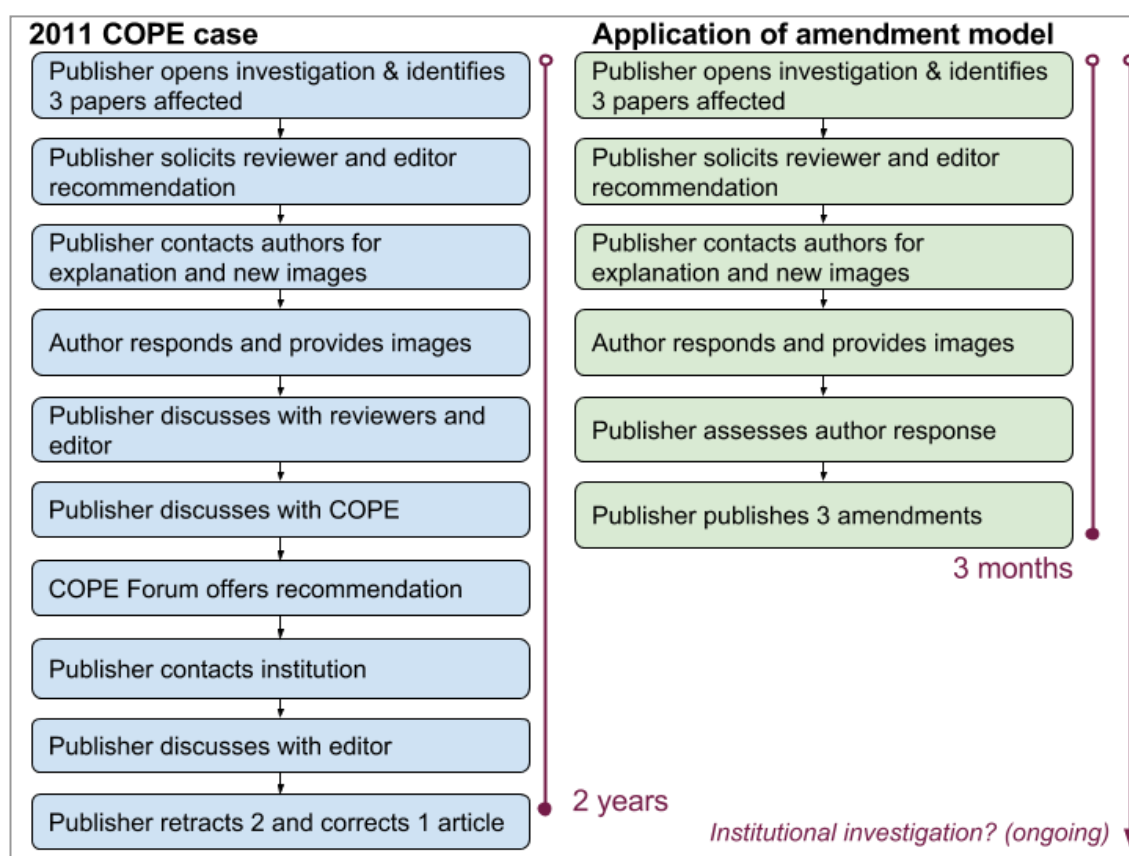 2011 COPE case
Publisher opens investigation & identifies
3 papers affected
Publisher solicits reviewer and editor
recommendation
Publisher contacts authors for
explanation and new images
Author responds and provides images
Publisher discusses with reviewers and
editor
Publisher discusses with COPE
COPE Forum offers recommendation
Publisher contacts institution
Publisher discusses with editor
Publisher retracts 2 and corrects 1 article
2 years
Application of amendment model
Publisher opens investigation & identifies
3 papers affected
Publisher solicits reviewer and editor
recommendation
Publisher contacts authors for
explanation and new images
Author responds and provides images
Publisher assesses author response
Publisher publishes 3 amendments
3 months
Institutional investigation? (ongoing)